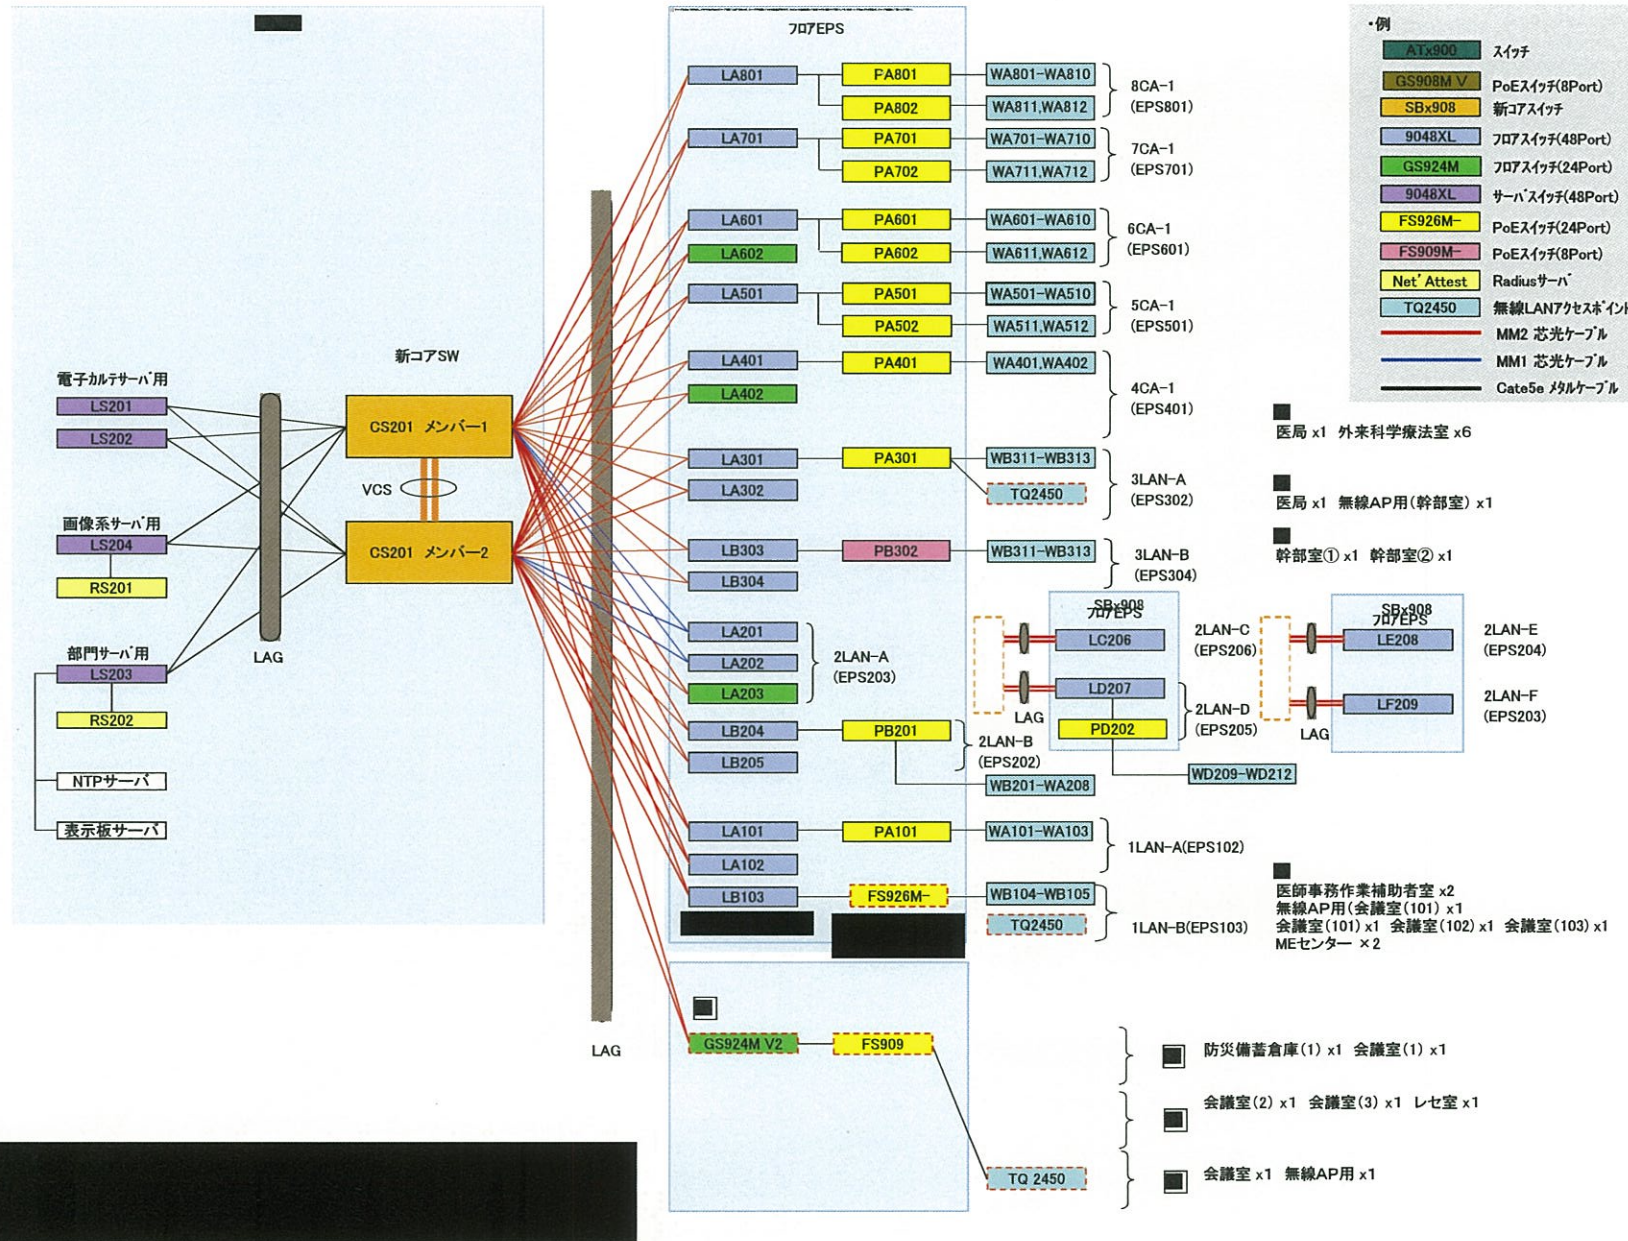 フロアEPS
LA801
PA801
WA801-WA810
PA802
WA811,WA812
8CA-1
(EPS801)
LA701
PA701
WA701-WA710
PA702
WA711,WA712
7CA-1
(EPS701)
LA601
PA601
WA601-WA610
LA602
PA602
WA611,WA612
6CA-1
(EPS601)
LA501
PA501
WA501-WA510
PA502
WA511,WA512
5CA-1
(EPS501)
LA401
PA401
WA401,WA402
LA402
4CA-1
(EPS401)
LA301
PA301
WB311-WB313
LA302
TQ2450
3LAN-A
(EPS302)
LB303
PB302
WB311-WB313
LB304
3LAN-B
(EPS304)
LA201
LA202
LA203
2LAN-A
(EPS203)
LB204
PB201
LB205
2LAN-B
(EPS202)
WB201-WA208
LA101
PA101
WA101-WA103
LA102
1LAN-A(EPS102)
LB103
FS926M-
WB104-WB105
TQ2450
1LAN-B(EPS103)
GS924M V2
FS909
TQ 2450
LAG
新コアSW
CS201 メンバー1
VCS
CS201 メンバー2
電子カルテサーバ用
LS201
LS202
画像系サーバ用
LS204
RS201
部門サーバ用
LS203
RS202
NTPサーバ
表示板サーバ
LAG
・例
ATx900 スイッチ
GS908M V PoEスイッチ(8Port)
SBx908 新コアスイッチ
9048XL フロアスイッチ(48Port)
GS924M フロアスイッチ(24Port)
9048XL サーバスイッチ(48Port)
FS926M- PoEスイッチ(24Port)
FS909M- PoEスイッチ(8Port)
Net'Attest Radiusサーバ
TQ2450 無線LANアクセスポイント
MM2 芯光ケーブル
MM1 芯光ケーブル
Cate5e メタルケーブル
医局 x1 外来科学療法室 x6
医局 x1 無線AP用(幹部室) x1
幹部室① x1 幹部室② x1
SBx908
フロアEPS
LC206
2LAN-C
(EPS206)
LD207
LAG
PD202
2LAN-D
(EPS205)
WD209-WD212
SBx908
フロアEPS
LE208
2LAN-E
(EPS204)
LF209
LAG
2LAN-F
(EPS203)
医師事務作業補助者室 x2
無線AP用(会議室(101) x1
会議室(101) x1 会議室(102) x1 会議室(103) x1
MEセンター ×2
防災備蓄倉庫(1) x1 会議室(1) x1
会議室(2) x1 会議室(3) x1 レセ室 x1
会議室 x1 無線AP用 x1